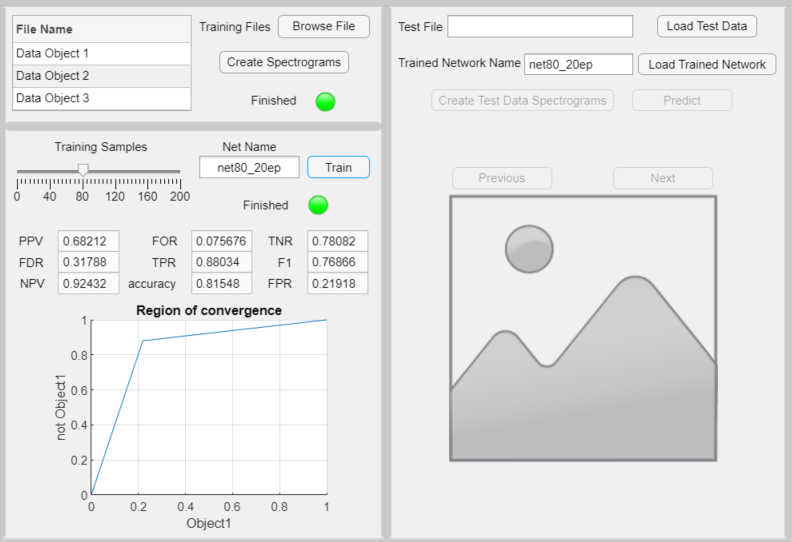 File Name
Data Object 1
Data Object 2
Data Object 3
Training Files
Browse File
Create Spectrograms
Finished
Training Samples
0 40 80 120 160 200
Net Name
net80_20ep
Train
Finished
PPV 0.68212 FOR 0.075676 TNR 0.78082
FDR 0.31788 TPR 0.88034 F1 0.76866
NPV 0.92432 accuracy 0.81548 FPR 0.21918
Region of convergence
1
0.8
0.6
0.4
0.2
0
not Object1
0 0.2 0.4 0.6 0.8 1
Object1
Test File
Load Test Data
Trained Network Name
net80_20ep
Load Trained Network
Create Test Data Spectrograms
Predict
Previous
Next